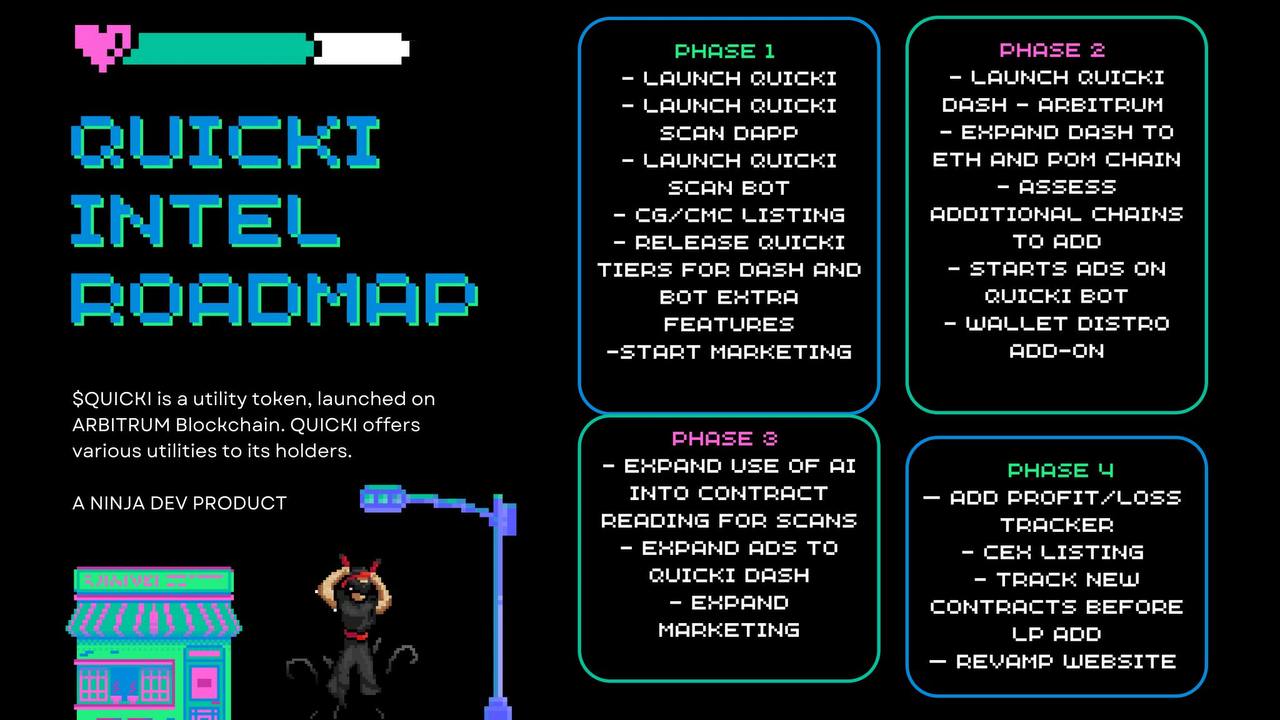 QUICKI
INTEL
ROADMAP
$QUICKI is a utility token, launched on
ARBITRUM Blockchain. QUICKI offers
various utilities to its holders.
A NINJA DEV PRODUCT
PHASE 1
- LAUNCH QUICKI
- LAUNCH QUICKI
SCAN DAPP
- LAUNCH QUICKI
SCAN BOT
- CG/CMC LISTING
- RELEASE QUICKI
TIERS FOR DASH AND
BOT EXTRA
FEATURES
-START MARKETING
PHASE 2
- LAUNCH QUICKI
DASH - ARBITRUM
- EXPAND DASH TO
ETH AND POM CHAIN
- ASSESS
ADDITIONAL CHAINS
TO ADD
- STARTS ADS ON
QUICKI BOT
- WALLET DISTRO
ADD-ON
PHASE 3
- EXPAND USE OF AI
INTO CONTRACT
READING FOR SCANS
- EXPAND ADS TO
QUICKI DASH
- EXPAND
MARKETING
PHASE 4
- ADD PROFIT/LOSS
TRACKER
- CEX LISTING
- TRACK NEW
CONTRACTS BEFORE
LP ADD
- REVAMP WEBSITE